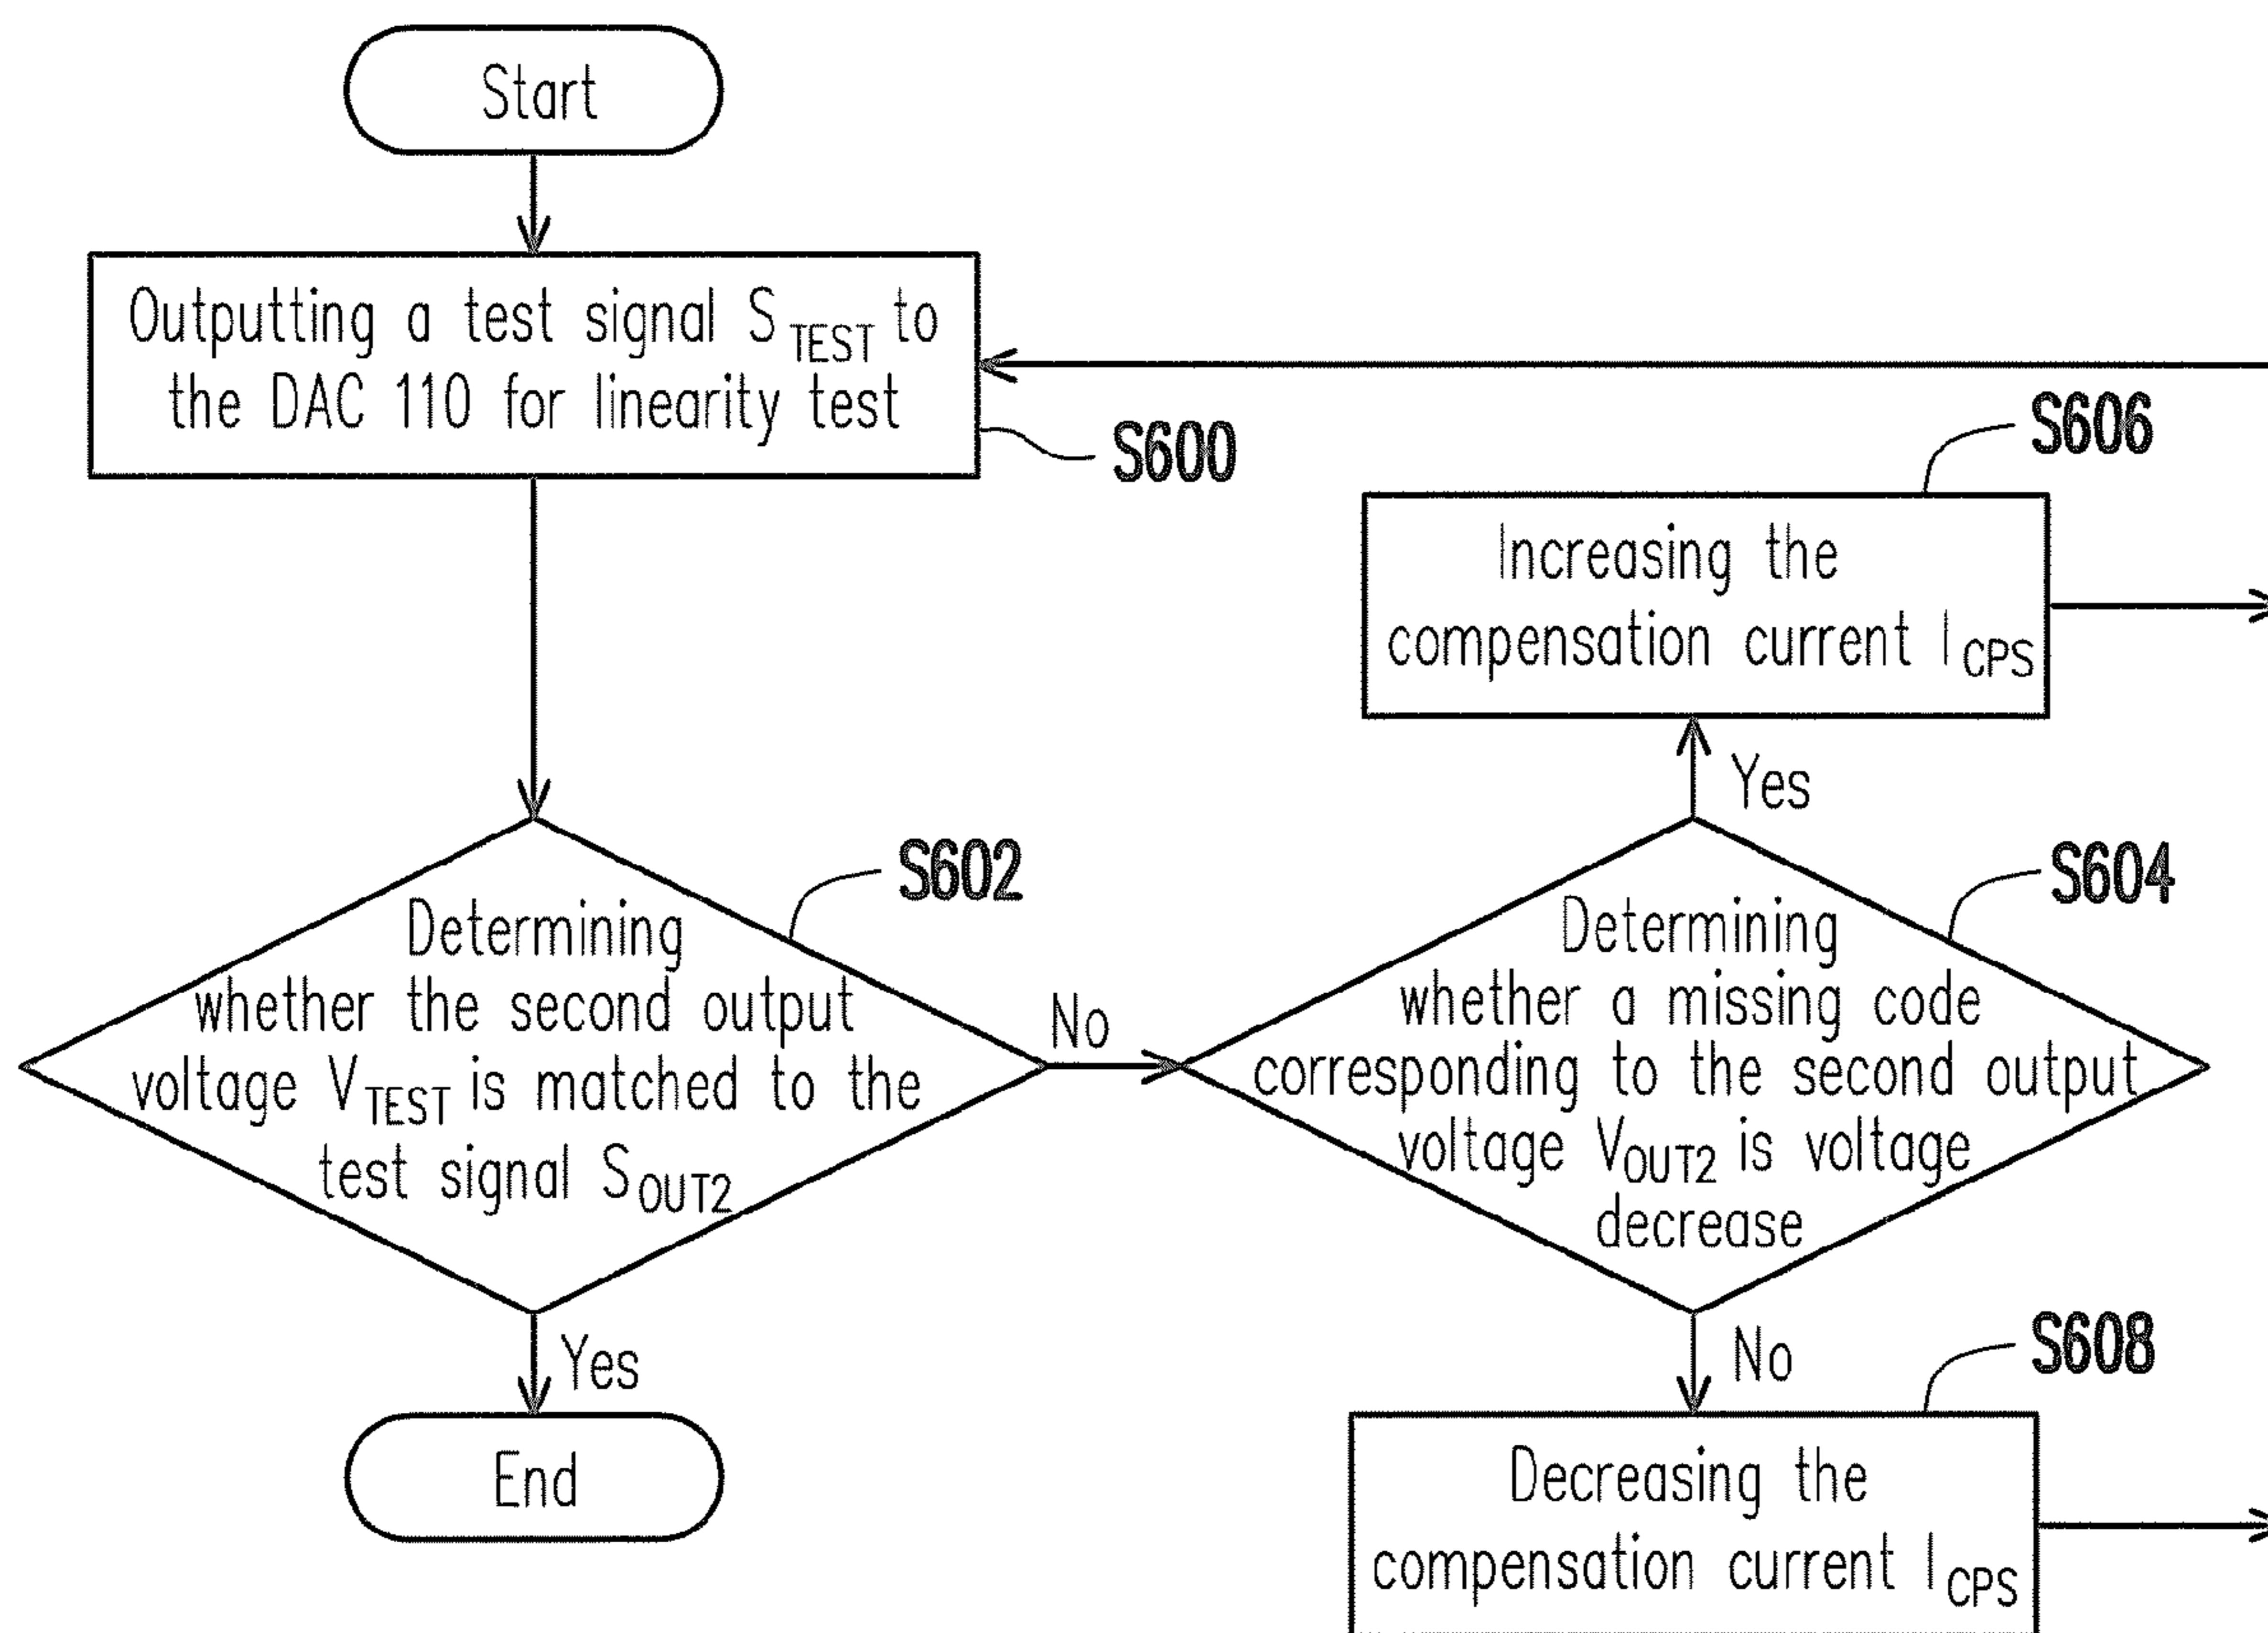 Start
Outputting a test signal S TEST to
the DAC 110 for linearity test
S600
S606
Increasing the
compensation current I CPS
Yes
S602
Determining
whether the second output
voltage V TEST is matched to the
test signal S OUT2
No
S604
Determining
whether a missing code
corresponding to the second output
voltage V OUT2 is voltage
decrease
Yes
End
No
S608
Decreasing the
compensation current I CPS